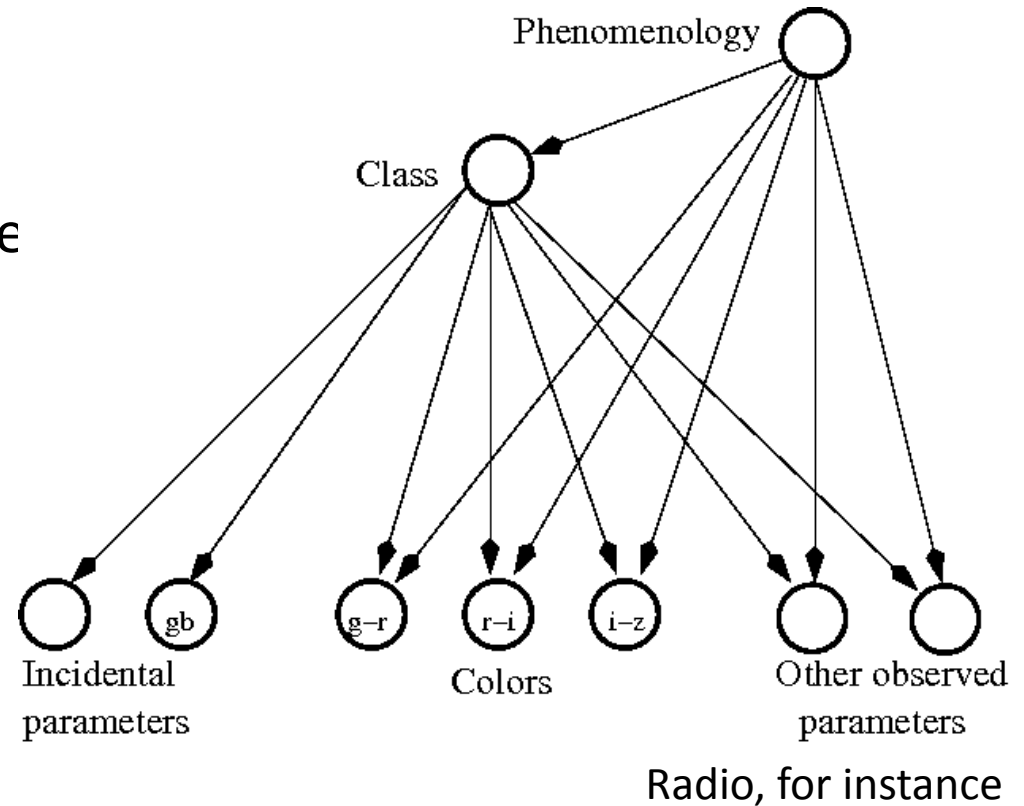 Phenomenology
Class
e
gb
g–r
r–i
i–z
Incidental
parameters
Colors
Other observed
parameters
Radio, for instance